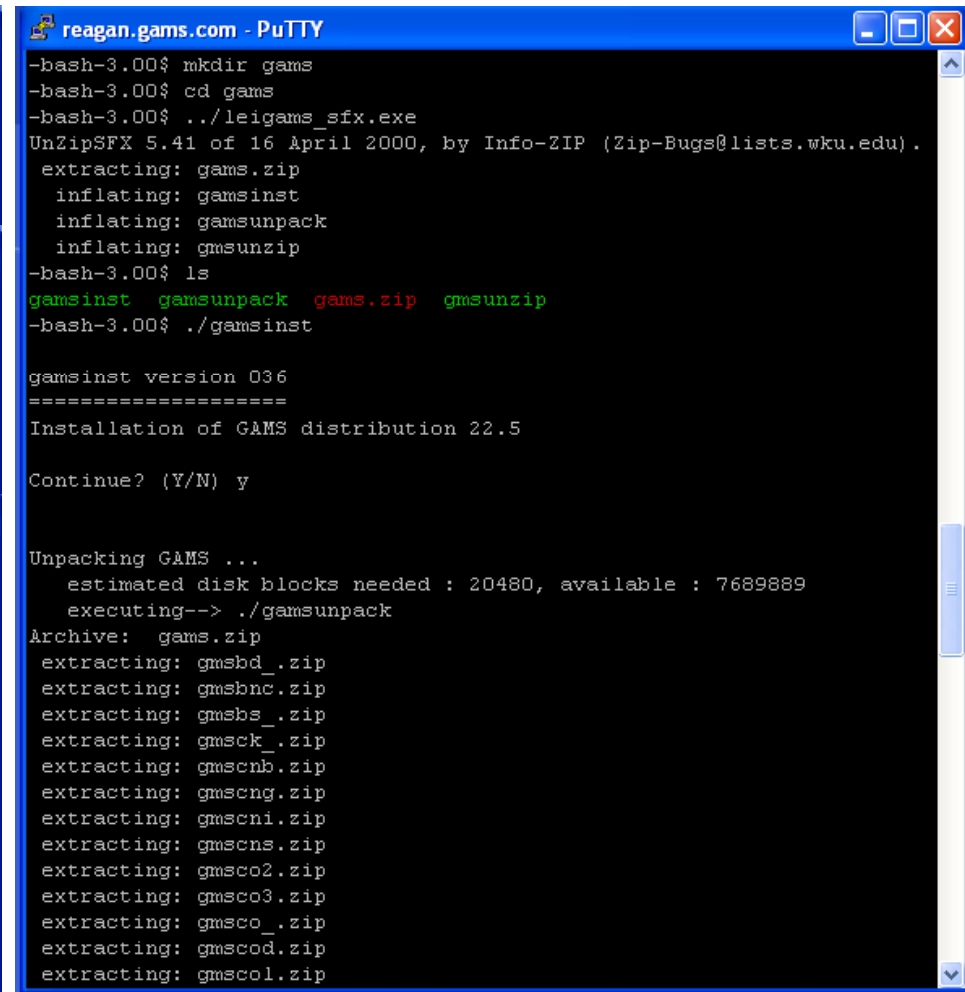 reagan.gams.com - PuTTY
-bash-3.00$ mkdir gams
-bash-3.00$ cd gams
-bash-3.00$ ../leigams_sfx.exe
UnZipSFX 5.41 of 16 April 2000, by Info-ZIP (Zip-Bugs@lists.wku.edu).
 extracting: gams.zip
  inflating: gamsinst
  inflating: gamsunpack
  inflating: gmsunzip
-bash-3.00$ ls
gamsinst  gamsunpack  gams.zip  gmsunzip
-bash-3.00$ ./gamsinst
gamsinst version 036
====================
Installation of GAMS distribution 22.5
Continue? (Y/N) y
Unpacking GAMS ...
   estimated disk blocks needed : 20480, available : 7689889
   executing--> ./gamsunpack
Archive:  gams.zip
 extracting: gmsbd_.zip
 extracting: gmsbnc.zip
 extracting: gmsbs_.zip
 extracting: gmsck_.zip
 extracting: gmscnb.zip
 extracting: gmscng.zip
 extracting: gmscni.zip
 extracting: gmscns.zip
 extracting: gmsco2.zip
 extracting: gmsco3.zip
 extracting: gmsco_.zip
 extracting: gmscod.zip
 extracting: gmscol.zip